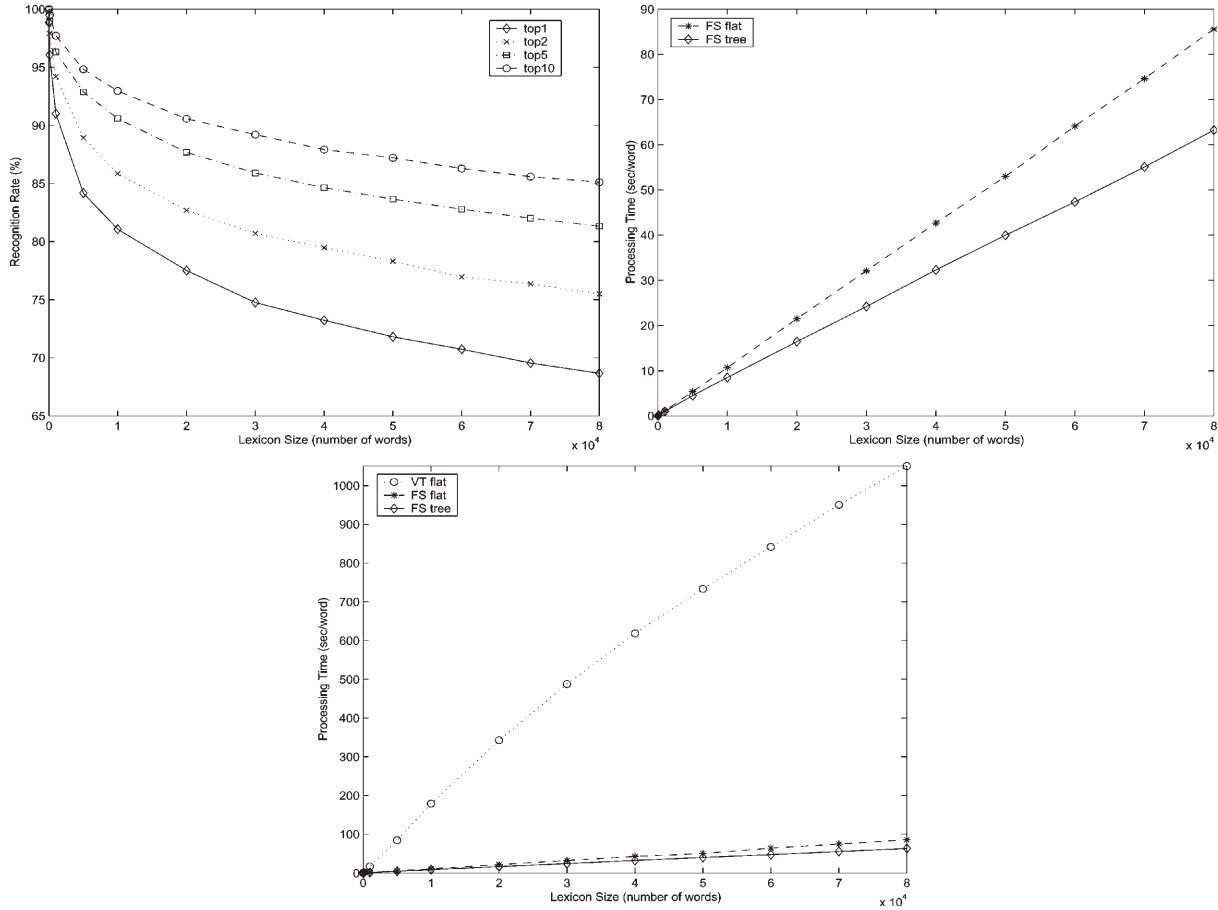 100
95
90
85
80
75
70
65
Recognition Rate (%)
top1
top2
top5
top10
0 1 2 3 4 5 6 7 8
Lexicon Size (number of words)
x 10^4
90
80
70
60
50
40
30
20
10
0
Processing Time (sec/word)
FS flat
FS tree
0 1 2 3 4 5 6 7 8
Lexicon Size (number of words)
x 10^4
1000
900
800
700
600
500
400
300
200
100
0
Processing Time (sec/word)
VT flat
FS flat
FS tree
0 1 2 3 4 5 6 7 8
Lexicon Size (number of words)
x 10^4